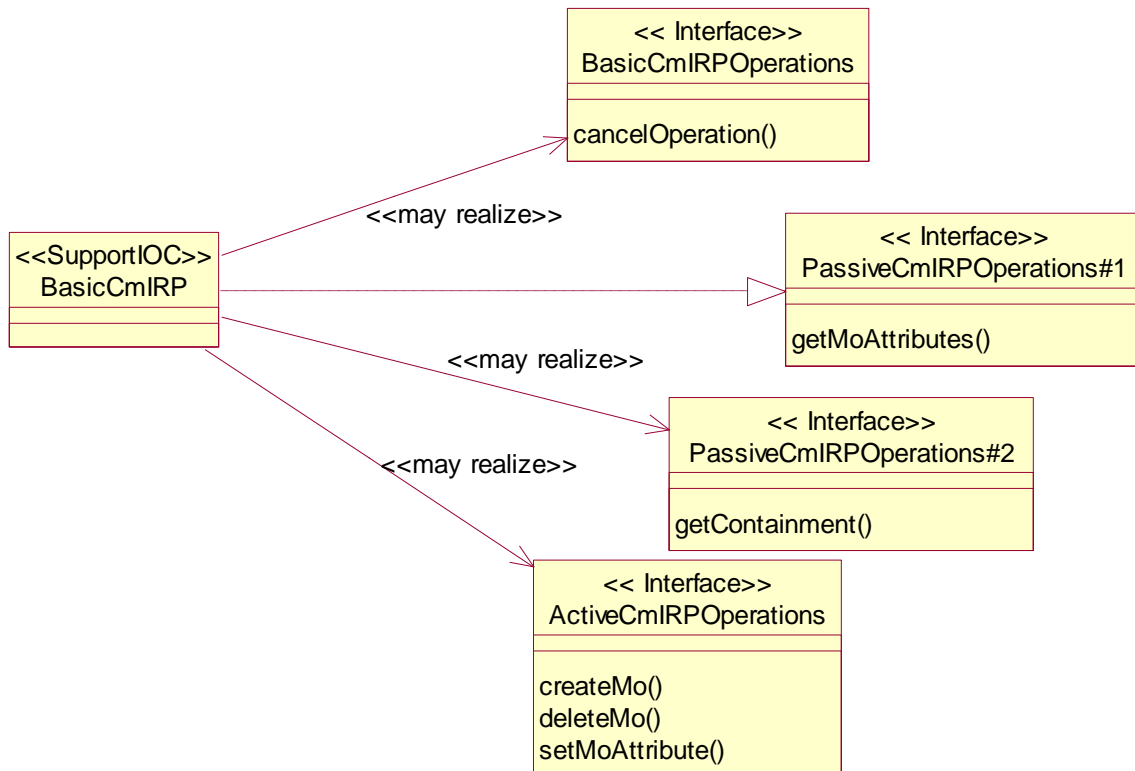 << Interface>>
BasicCmIRPOperations
cancelOperation()
<<may realize>>
<<SupportIOC>>
BasicCmIRP
<< Interface>>
PassiveCmIRPOperations#1
getMoAttributes()
<<may realize>>
<< Interface>>
PassiveCmIRPOperations#2
getContainment()
<<may realize>>
<< Interface>>
ActiveCmIRPOperations
createMo()
deleteMo()
setMoAttribute()